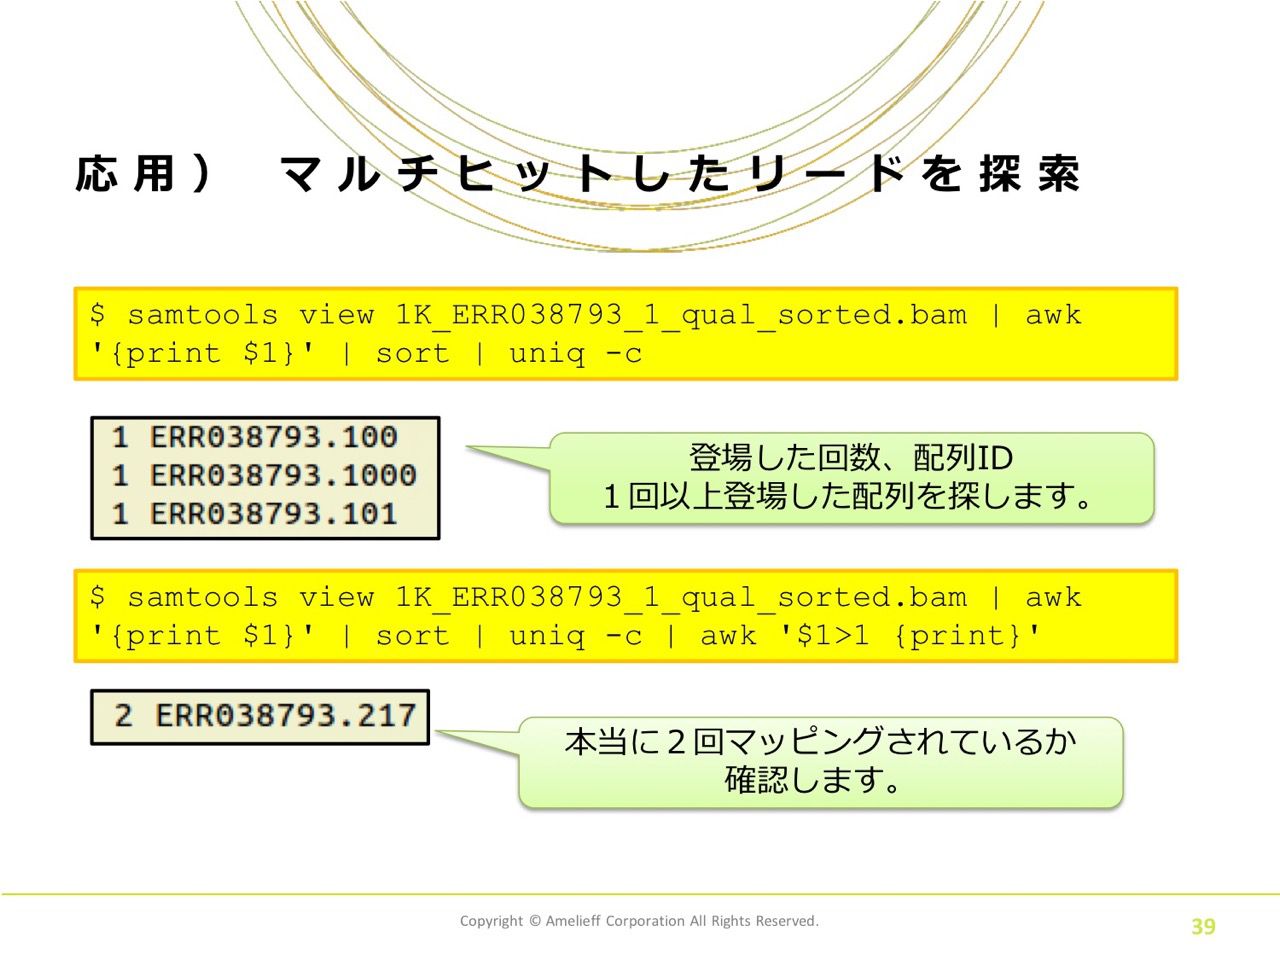 応用） マルチヒットしたリードを探索
$ samtools view 1K_ERR038793_1_qual_sorted.bam | awk
'{print $1}' | sort | uniq -c
1 ERR038793.100
1 ERR038793.1000
1 ERR038793.101
登場した回数、配列ID
１回以上登場した配列を探します。
$ samtools view 1K_ERR038793_1_qual_sorted.bam | awk
'{print $1}' | sort | uniq -c | awk '$1>1 {print}'
2 ERR038793.217
本当に２回マッピングされているか
確認します。
Copyright © Amelieff Corporation All Rights Reserved.
39